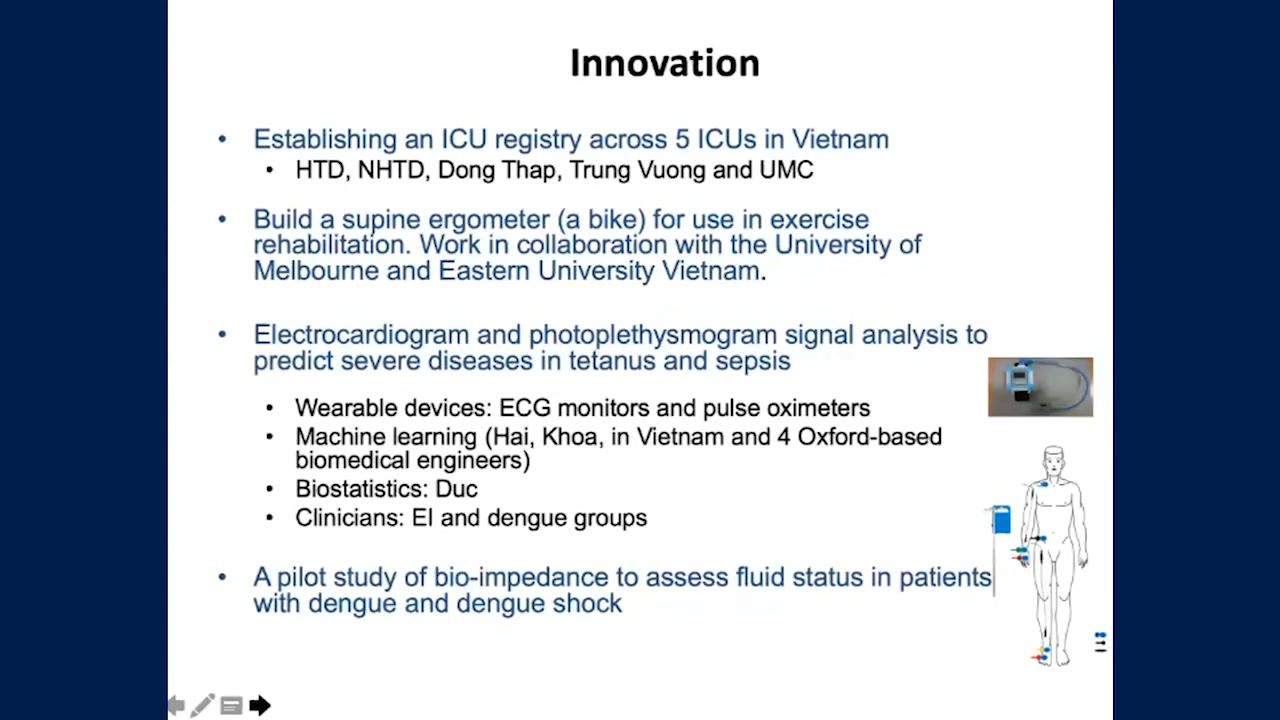 Innovation
• Establishing an ICU registry across 5 ICUs in Vietnam
• HTD, NHTD, Dong Thap, Trung Vuong and UMC
• Build a supine ergometer (a bike) for use in exercise
rehabilitation. Work in collaboration with the University of
Melbourne and Eastern University Vietnam.
• Electrocardiogram and photoplethysmogram signal analysis to
predict severe diseases in tetanus and sepsis
• Wearable devices: ECG monitors and pulse oximeters
• Machine learning (Hai, Khoa, in Vietnam and 4 Oxford-based
biomedical engineers)
• Biostatistics: Duc
• Clinicians: EI and dengue groups
• A pilot study of bio-impedance to assess fluid status in patients
with dengue and dengue shock